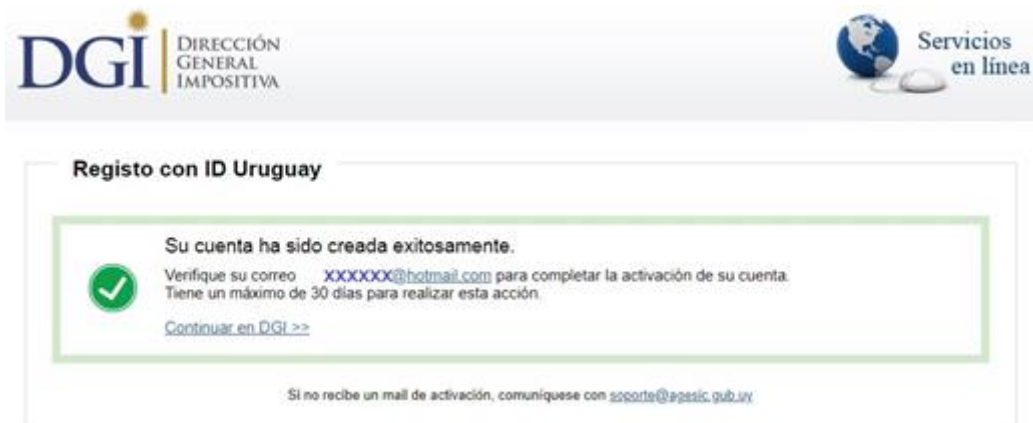 DGI DIRECCIÓN
GENERAL
IMPOSITIVA
Servicios
en línea
Registo con ID Uruguay
Su cuenta ha sido creada exitosamente.
Verifique su correo XXXXXX@hotmail.com para completar la activación de su cuenta.
Tiene un máximo de 30 días para realizar esta acción.
Continuar en DGI >>
Si no recibe un mail de activación, comuníquese con soporte@agesic.gub.uy